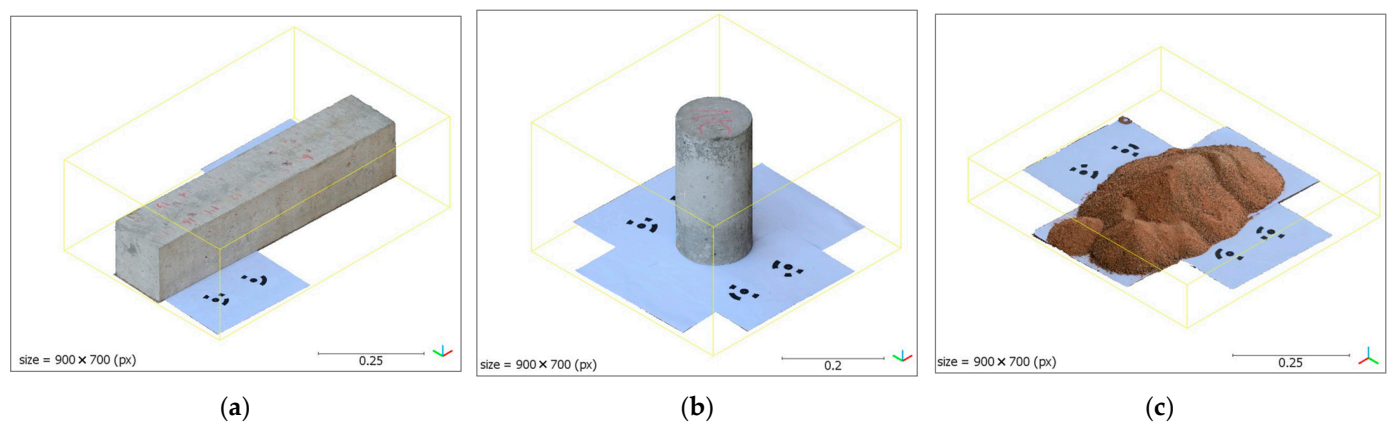 size = 900×700 (px)
0.25
size = 900×700 (px)
0.2
size = 900×700 (px)
0.25
(a)
(b)
(c)